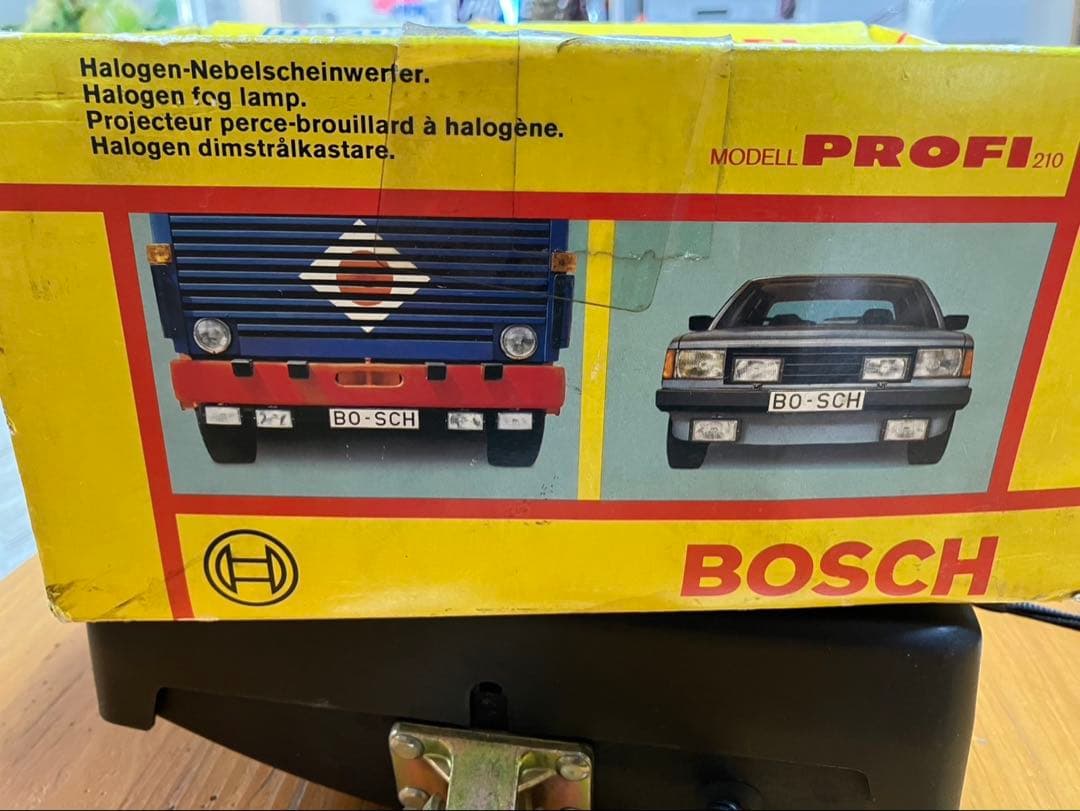 Halogen-Nebelscheinwerfer.
Halogen fog lamp.
Projecteur perce-brouillard à halogène.
Halogen dimstrålkastare.
MODELL PROFI 210
BO-SCH
BO-SCH
BOSCH